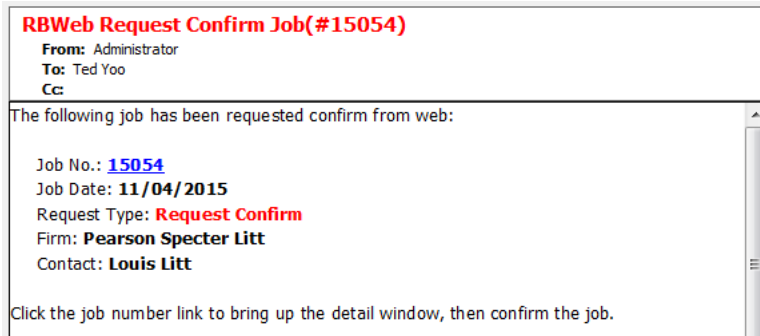 RBWeb Request Confirm Job(#15054)
From: Administrator
To: Ted Yoo
Cc:
The following job has been requested confirm from web:
Job No.: 15054
Job Date: 11/04/2015
Request Type: Request Confirm
Firm: Pearson Specter Litt
Contact: Louis Litt
Click the job number link to bring up the detail window, then confirm the job.